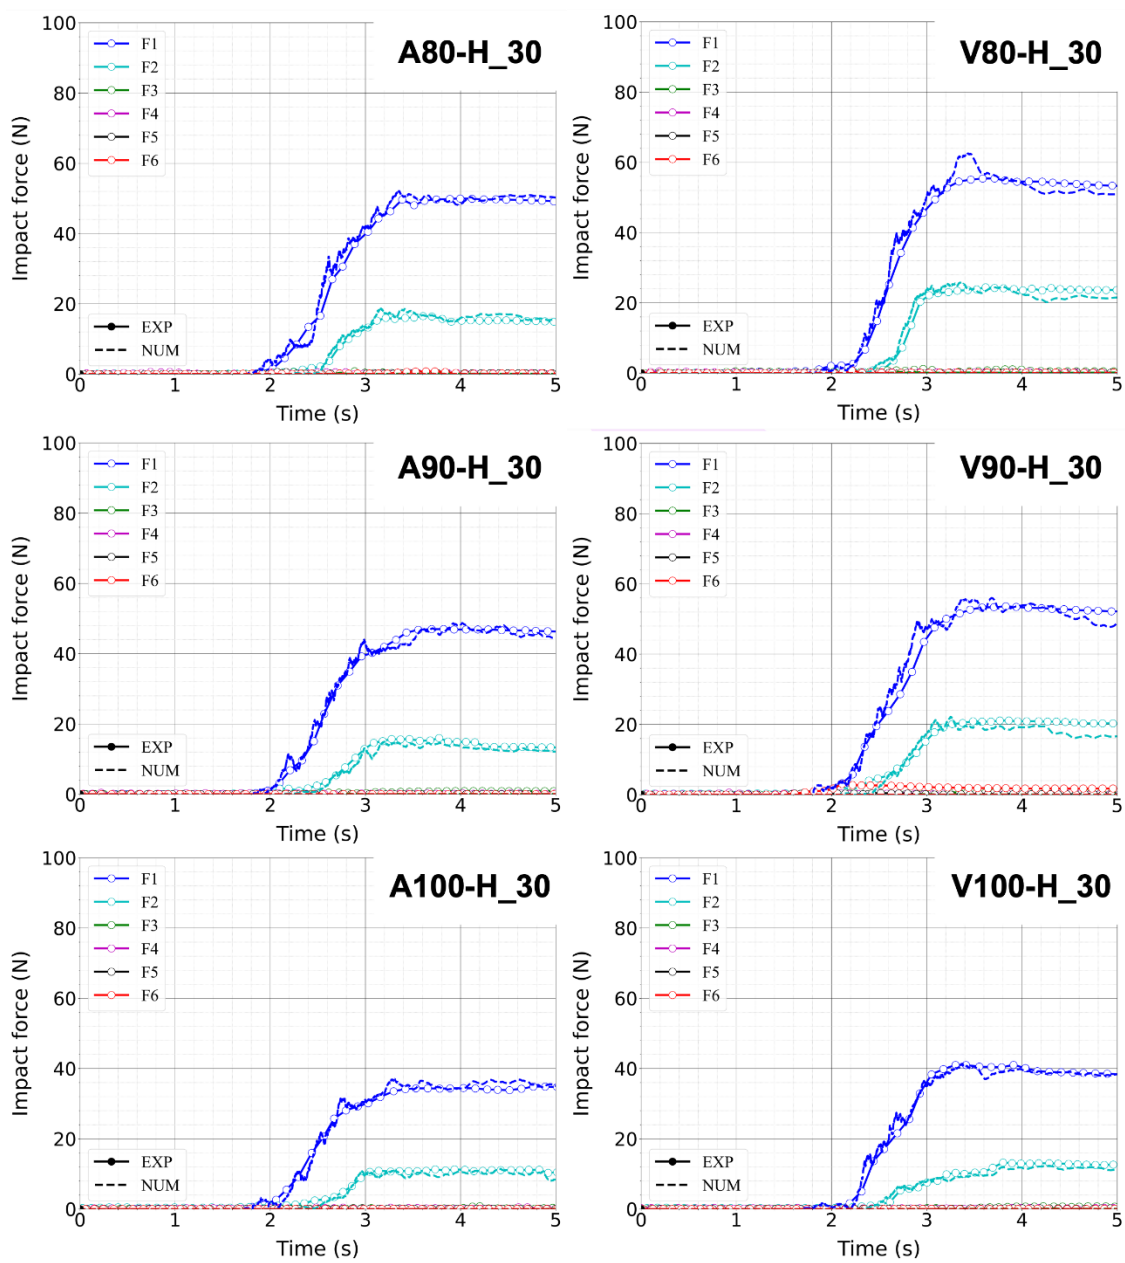 A80-H_30
Impact force (N)
100
80
60
40
20
0
F1
F2
F3
F4
F5
F6
EXP
NUM
0 1 2 3 4 5
Time (s)
V80-H_30
Impact force (N)
100
80
60
40
20
0
F1
F2
F3
F4
F5
F6
EXP
NUM
0 1 2 3 4 5
Time (s)
A90-H_30
Impact force (N)
100
80
60
40
20
0
F1
F2
F3
F4
F5
F6
EXP
NUM
0 1 2 3 4 5
Time (s)
V90-H_30
Impact force (N)
100
80
60
40
20
0
F1
F2
F3
F4
F5
F6
EXP
NUM
0 1 2 3 4 5
Time (s)
A100-H_30
Impact force (N)
100
80
60
40
20
0
F1
F2
F3
F4
F5
F6
EXP
NUM
0 1 2 3 4 5
Time (s)
V100-H_30
Impact force (N)
100
80
60
40
20
0
F1
F2
F3
F4
F5
F6
EXP
NUM
0 1 2 3 4 5
Time (s)